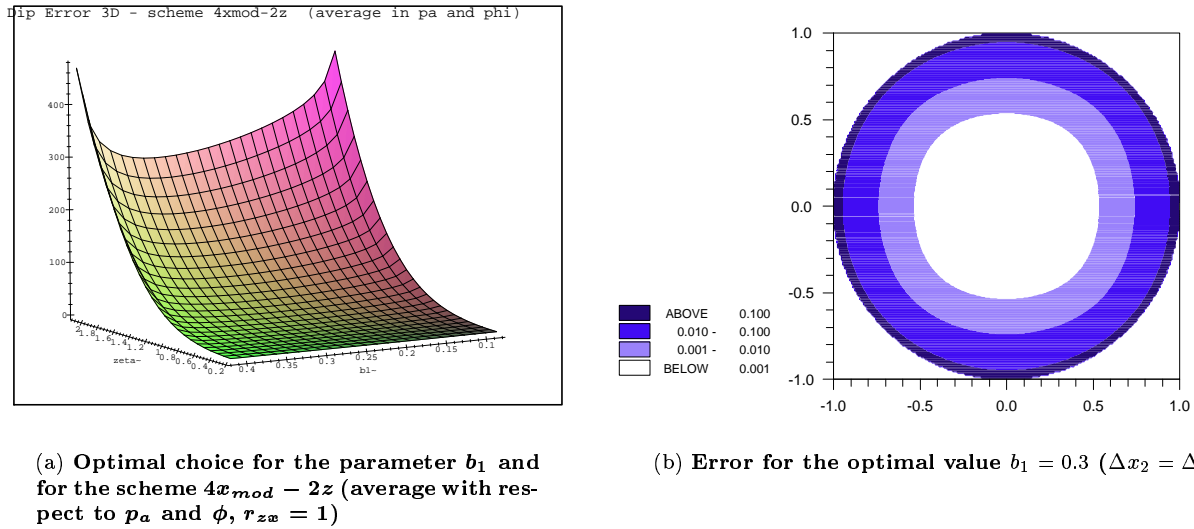 Dip Error 3D - scheme 4xmod-2z (average in pa and phi)
400
300
200
100
0
2 1.8 1.6 1.4 1.2 1 0.8 0.6 0.4 0.2
zeta~
0.4 0.35 0.3 0.25 0.2 0.15 0.1
b1~
1.0
0.5
0.0
-0.5
-1.0
-1.0 -0.5 0.0 0.5 1.0
ABOVE 0.100
0.010 - 0.100
0.001 - 0.010
BELOW 0.001
(a) Optimal choice for the parameter b₁ and
for the scheme 4x_mod − 2z (average with res-
pect to p_a and ϕ, r_zx = 1)
(b) Error for the optimal value b₁ = 0.3 (Δx₂ = Δ